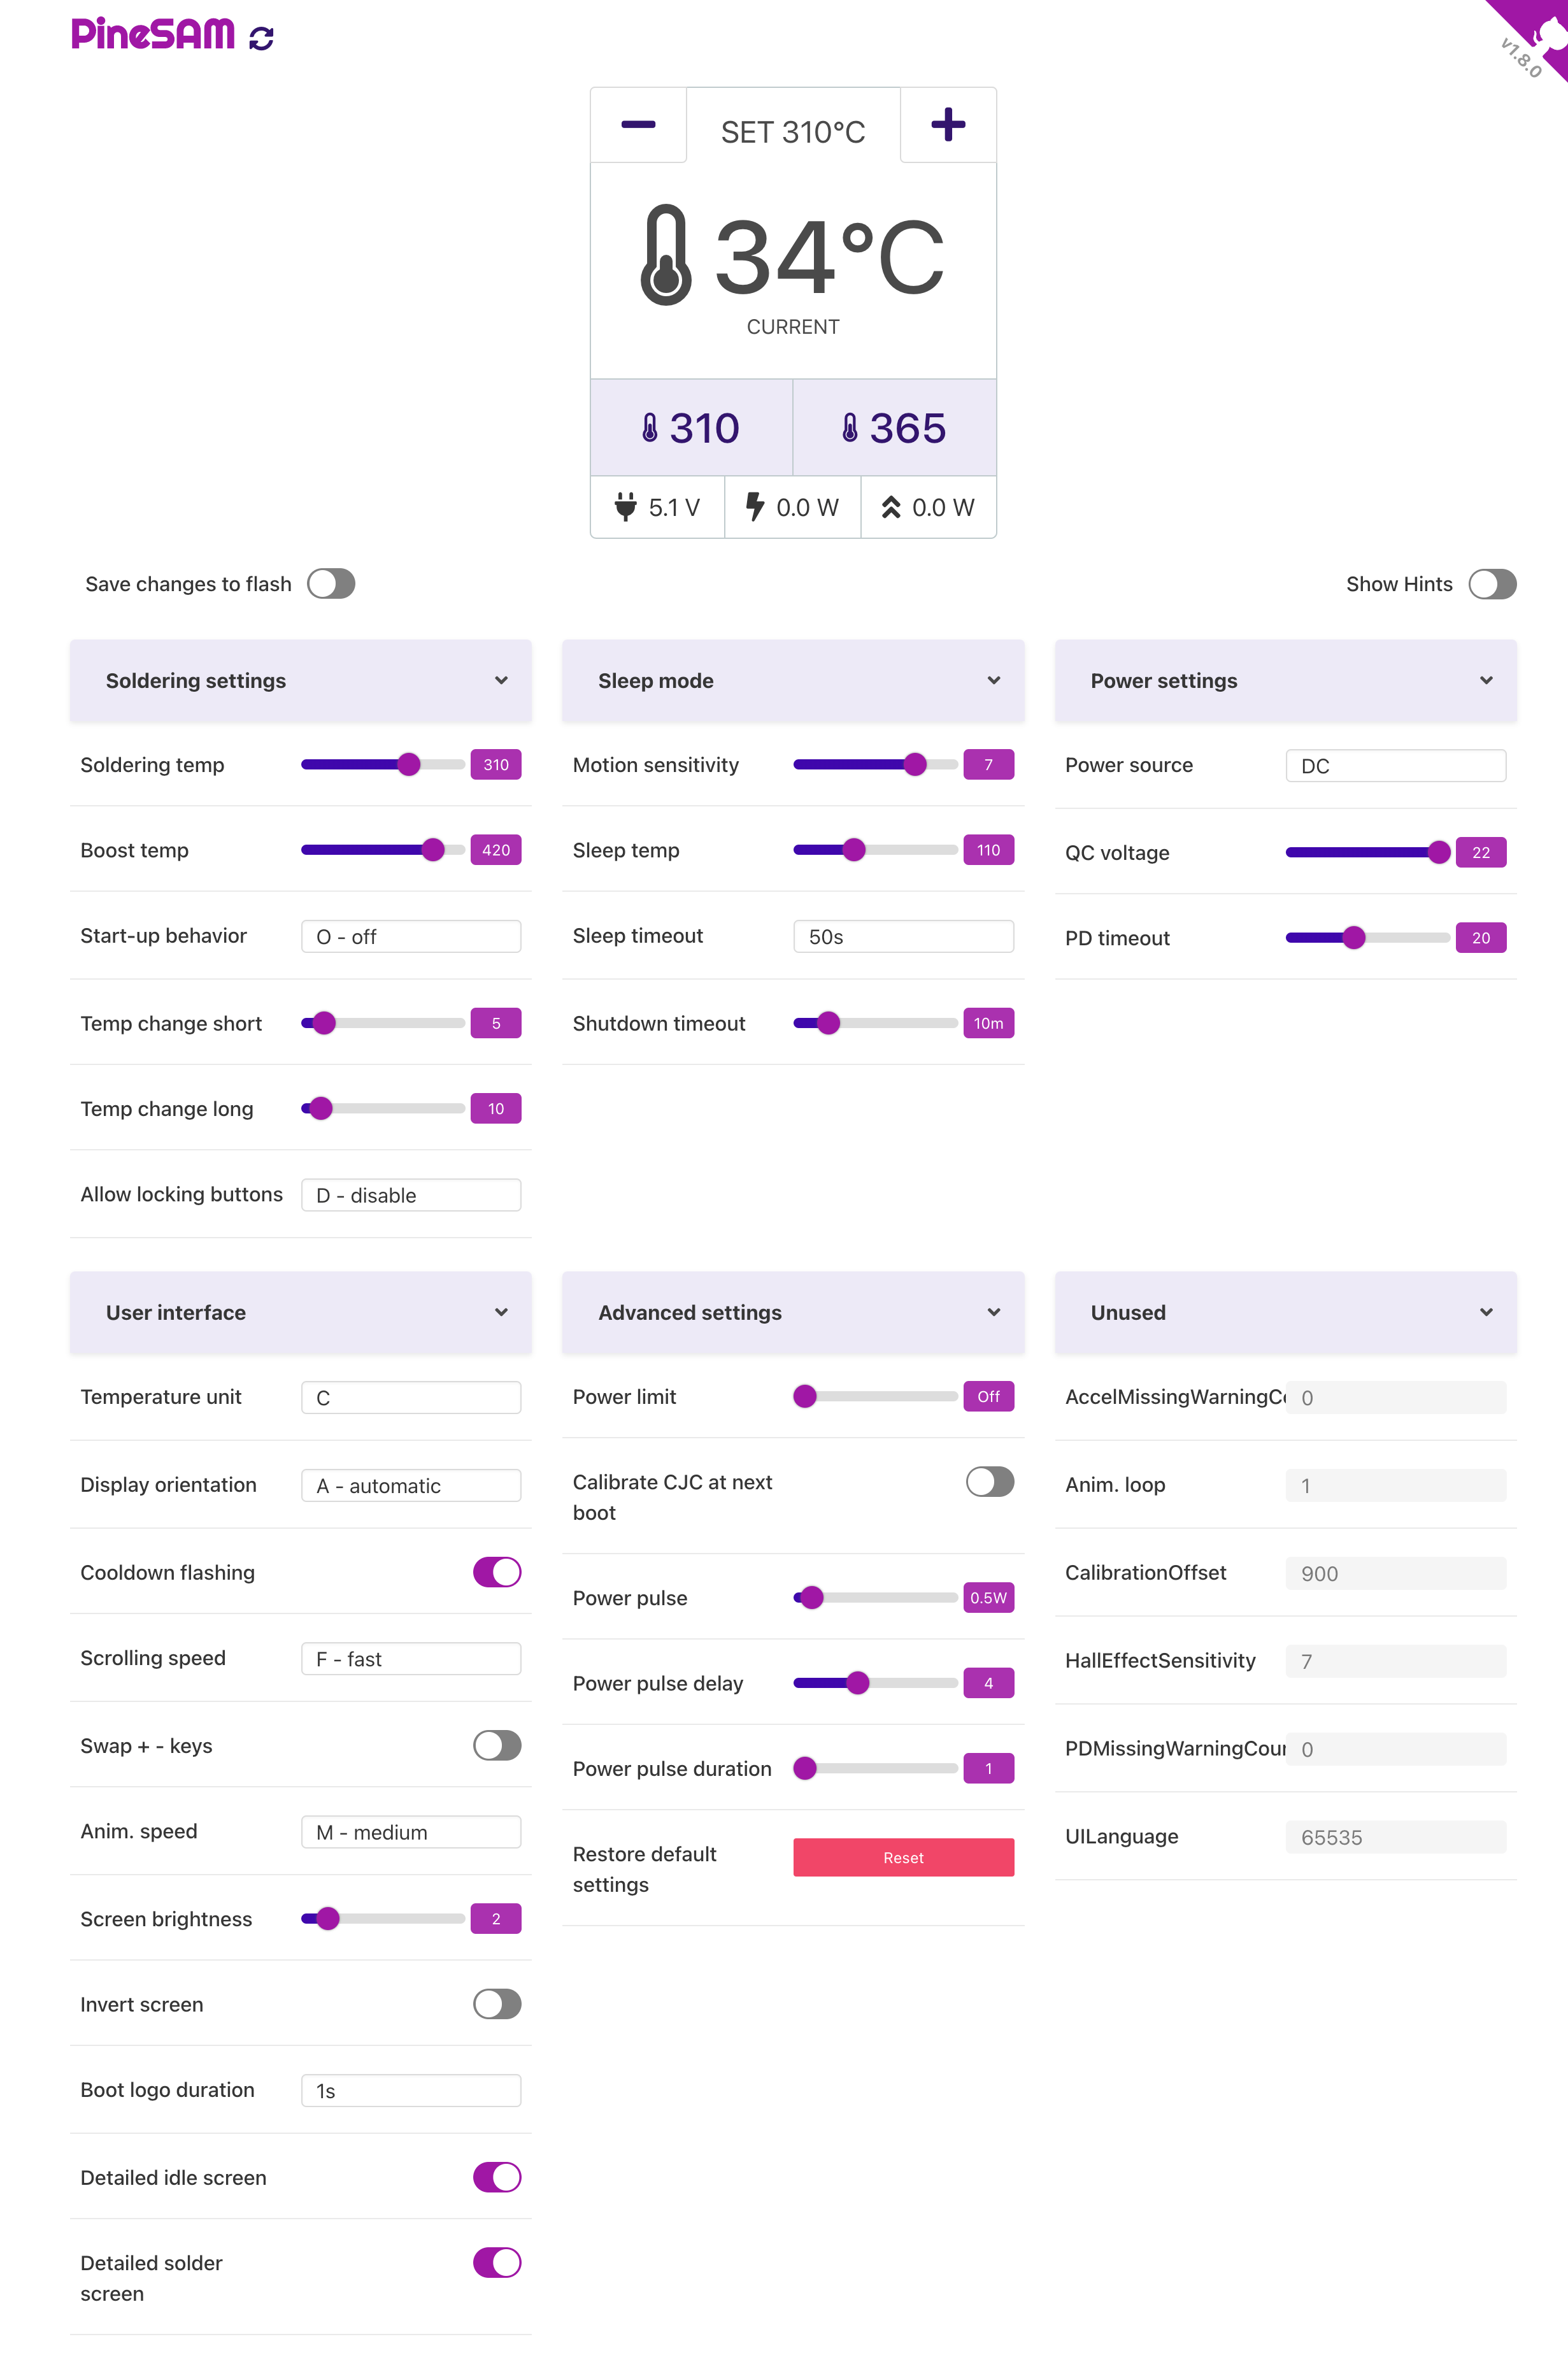 PineSAM
v1.8.0
SET 310°C
34°C
CURRENT
310
365
5.1 V
0.0 W
0.0 W
Save changes to flash
Show Hints
Soldering settings
Soldering temp
310
Boost temp
420
Start-up behavior
O - off
Temp change short
5
Temp change long
10
Allow locking buttons
D - disable
Sleep mode
Motion sensitivity
7
Sleep temp
110
Sleep timeout
50s
Shutdown timeout
10m
Power settings
Power source
DC
QC voltage
22
PD timeout
20
User interface
Temperature unit
C
Display orientation
A - automatic
Cooldown flashing
Scrolling speed
F - fast
Swap + - keys
Anim. speed
M - medium
Screen brightness
2
Invert screen
Boot logo duration
1s
Detailed idle screen
Detailed solder
screen
Advanced settings
Power limit
Off
Calibrate CJC at next
boot
Power pulse
0.5W
Power pulse delay
4
Power pulse duration
1
Restore default
settings
Reset
Unused
AccelMissingWarningC
0
Anim. loop
1
CalibrationOffset
900
HallEffectSensitivity
7
PDMissingWarningCou
0
UILanguage
65535